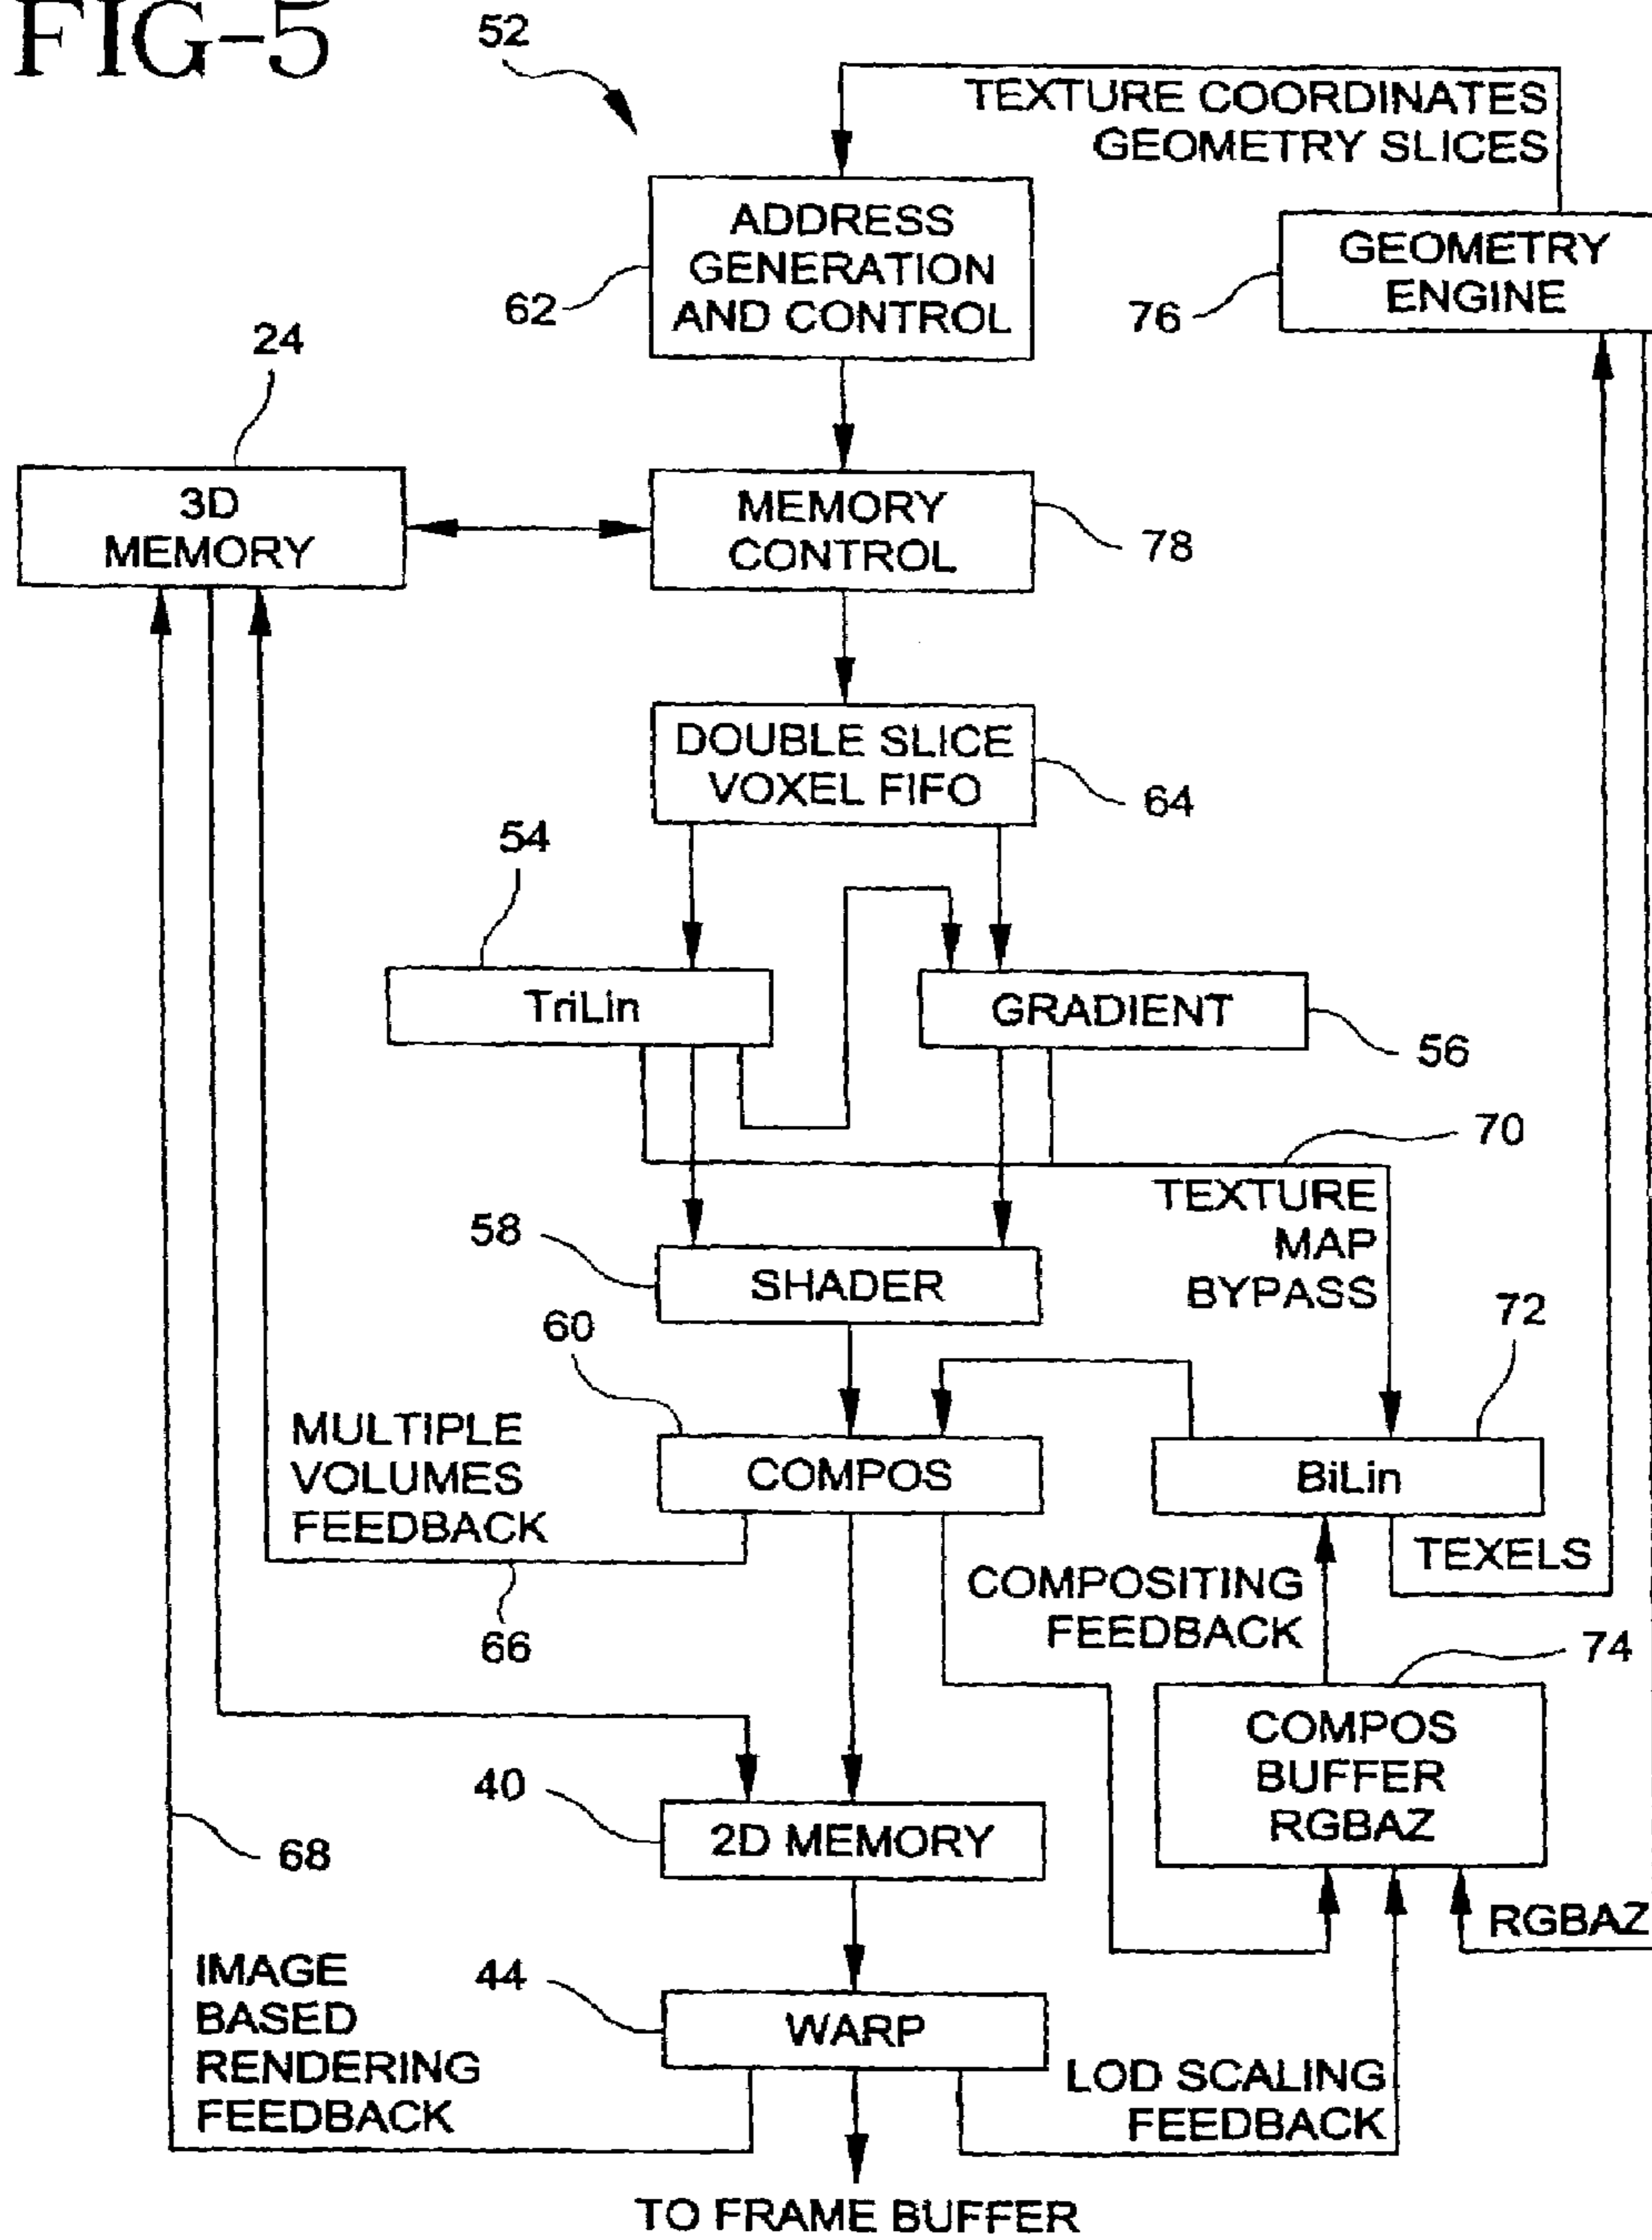 FIG-5
52
TEXTURE COORDINATES
GEOMETRY SLICES
ADDRESS
GENERATION
AND CONTROL
62
GEOMETRY
ENGINE
76
24
3D
MEMORY
MEMORY
CONTROL
78
DOUBLE SLICE
VOXEL FIFO
64
54
TriLin
GRADIENT
56
70
TEXTURE
MAP
BYPASS
58
SHADER
60
72
MULTIPLE
VOLUMES
FEEDBACK
COMPOS
BiLin
TEXELS
66
COMPOSITING
FEEDBACK
74
COMPOS
BUFFER
RGBAZ
40
2D MEMORY
68
RGBAZ
IMAGE
BASED
RENDERING
FEEDBACK
44
WARP
LOD SCALING
FEEDBACK
TO FRAME BUFFER